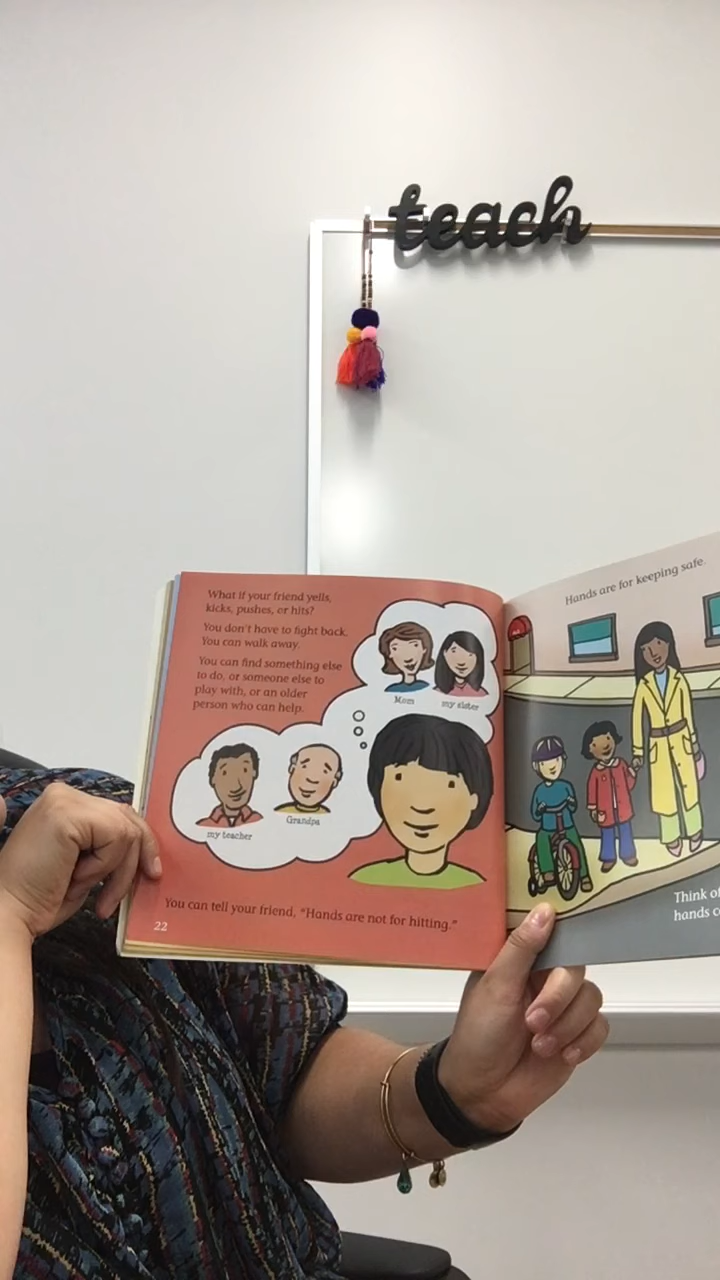 teach
What if your friend yells,
kicks, pushes, or hits?
You don't have to fight back.
You can walk away.
You can find something else
to do, or someone else to
play with, or an older
person who can help.
Mom
my sister
my teacher
Grandpa
You can tell your friend, "Hands are not for hitting."
22
Hands are for keeping safe.
Think of
hands c